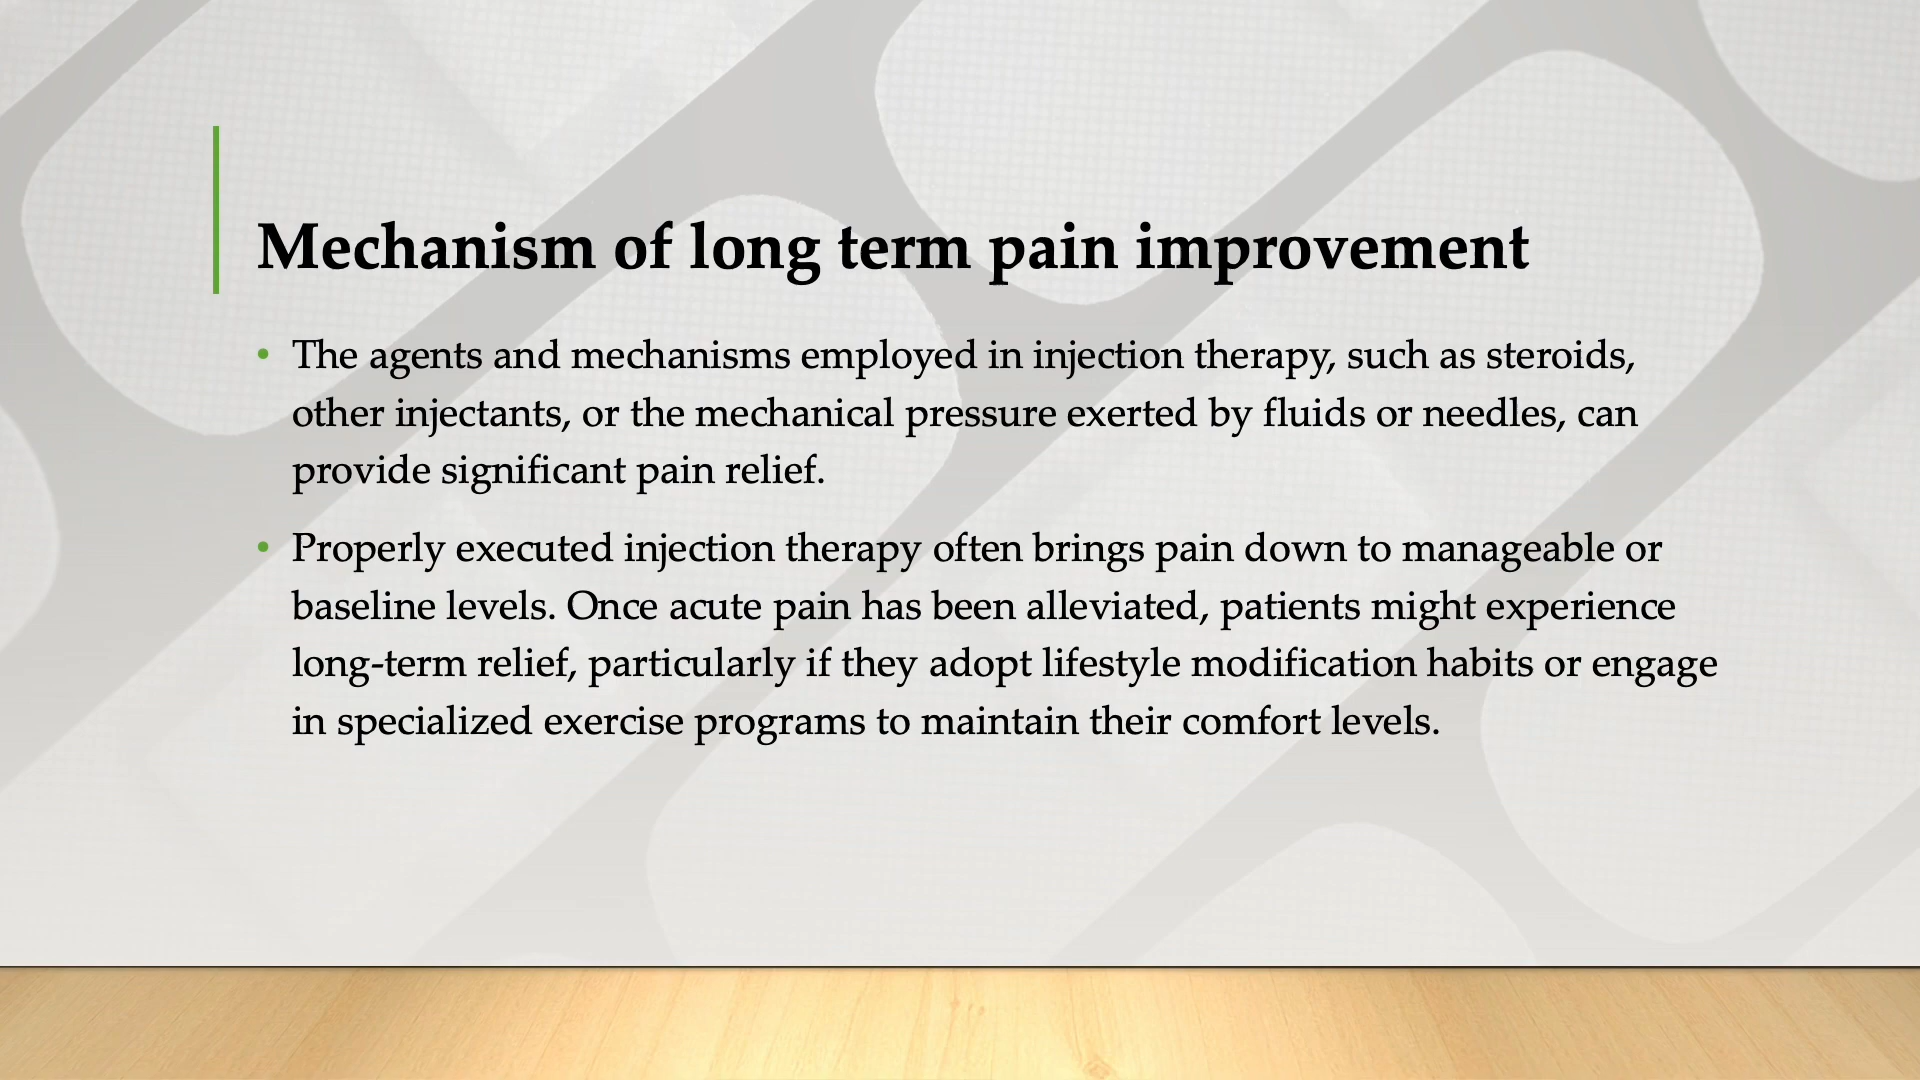 Mechanism of long term pain improvement
• The agents and mechanisms employed in injection therapy, such as steroids,
other injectants, or the mechanical pressure exerted by fluids or needles, can
provide significant pain relief.
• Properly executed injection therapy often brings pain down to manageable or
baseline levels. Once acute pain has been alleviated, patients might experience
long-term relief, particularly if they adopt lifestyle modification habits or engage
in specialized exercise programs to maintain their comfort levels.